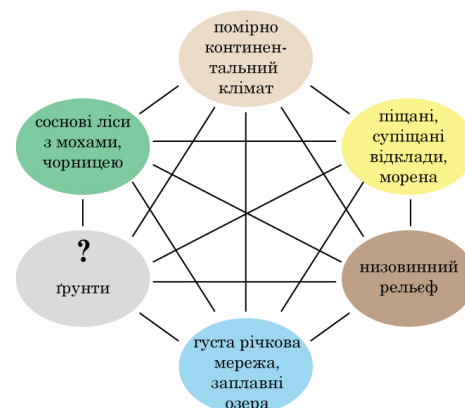 помірно
континен-
тальний
клімат
соснові ліси
з мохами,
чорницею
піщані,
супіщані
відклади,
морена
?
ґрунти
низовинний
рельєф
густа річкова
мережа,
заплавні
озера